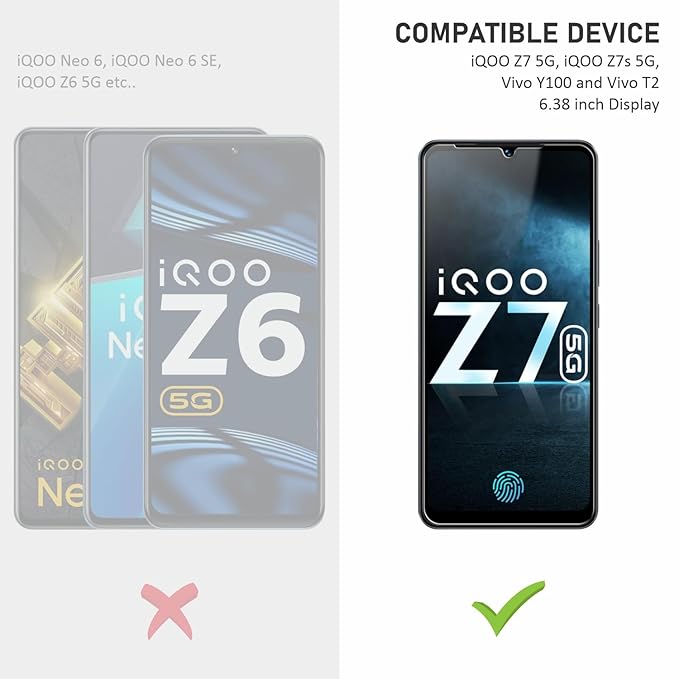 iQOO Neo 6, iQOO Neo 6 SE,
iQOO Z6 5G etc..
COMPATIBLE DEVICE
iQOO Z7 5G, iQOO Z7s 5G,
Vivo Y100 and Vivo T2
6.38 inch Display
iQOO
Ne
i
Ne
iQOO
Z6
5G
iQOO
Z7
5G